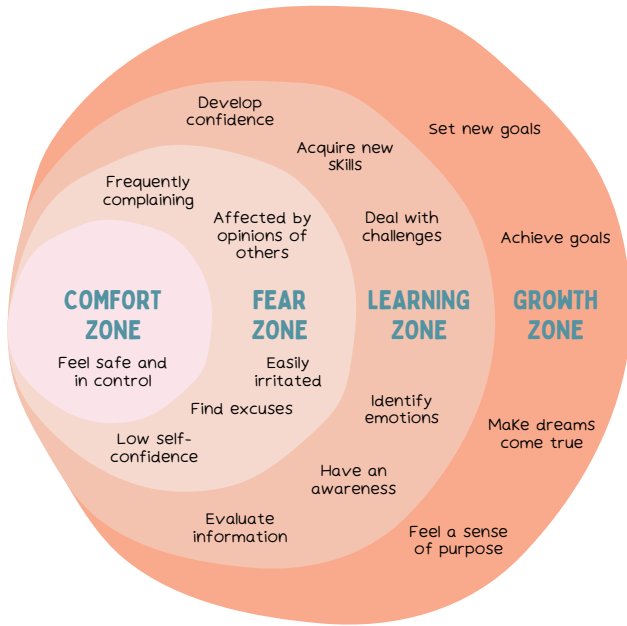 COMFORT
ZONE
Feel safe and
in control
Frequently
complaining
Affected by
opinions of
others
FEAR
ZONE
Easily
irritated
Find excuses
Low self-
confidence
Develop
confidence
Acquire new
skills
Deal with
challenges
LEARNING
ZONE
Identify
emotions
Have an
awareness
Evaluate
information
Set new goals
Achieve goals
GROWTH
ZONE
Make dreams
come true
Feel a sense
of purpose